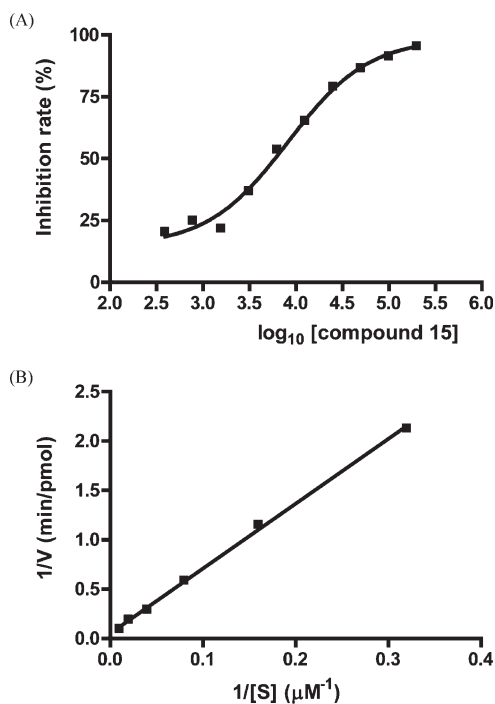 (A)
Inhibition rate (%)
100
75
50
25
0
2.0 2.5 3.0 3.5 4.0 4.5 5.0 5.5 6.0
log₁₀ [compound 15]
(B)
1/V (min/pmol)
2.5
2.0
1.5
1.0
0.5
0.0
0.0 0.1 0.2 0.3 0.4
1/[S] (μM⁻¹)